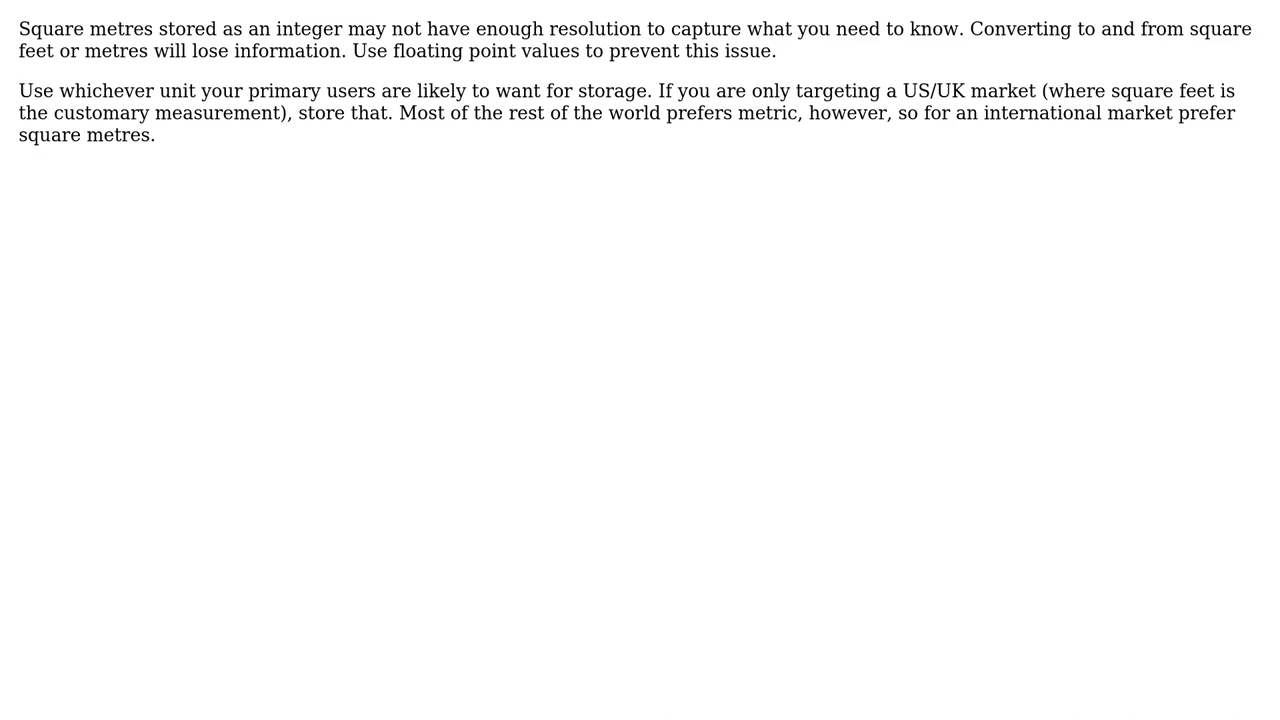 Square metres stored as an integer may not have enough resolution to capture what you need to know. Converting to and from square
feet or metres will lose information. Use floating point values to prevent this issue.
Use whichever unit your primary users are likely to want for storage. If you are only targeting a US/UK market (where square feet is
the customary measurement), store that. Most of the rest of the world prefers metric, however, so for an international market prefer
square metres.